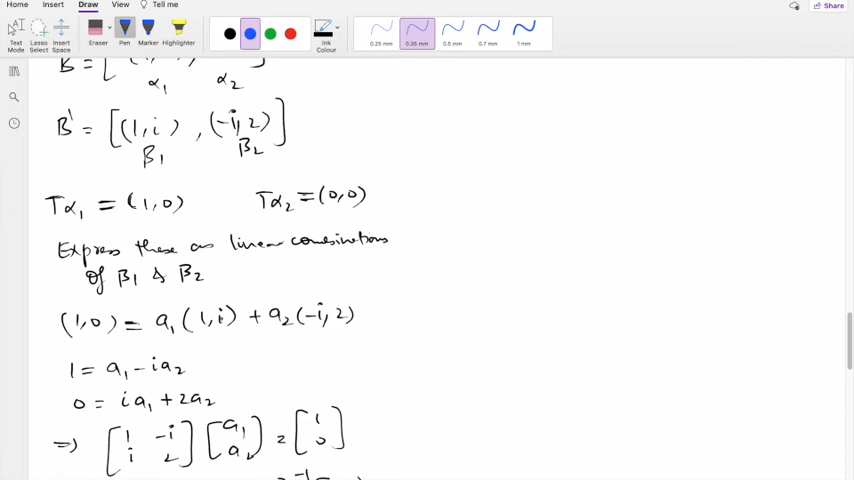 Home Insert Draw View Share
Text Mode Lasso Select Insert Space Eraser Pen Marker Highlighter Ink Colour 0.25 mm 0.35 mm 0.5 mm 0.7 mm 1 mm
B = [
α₁ α₂
B' = [(1,i), (-i,2)]
β₁ β₂
Tα₁ = (1,0) Tα₂ = (0,0)
Express these as linear combinations
of β₁ & β₂
(1,0) = a₁(1,i) + a₂(-i,2)
1 = a₁ - ia₂
0 = ia₁ + 2a₂
⇒ [1 -i; i 2] [a₁; a₂] = [1; 0]